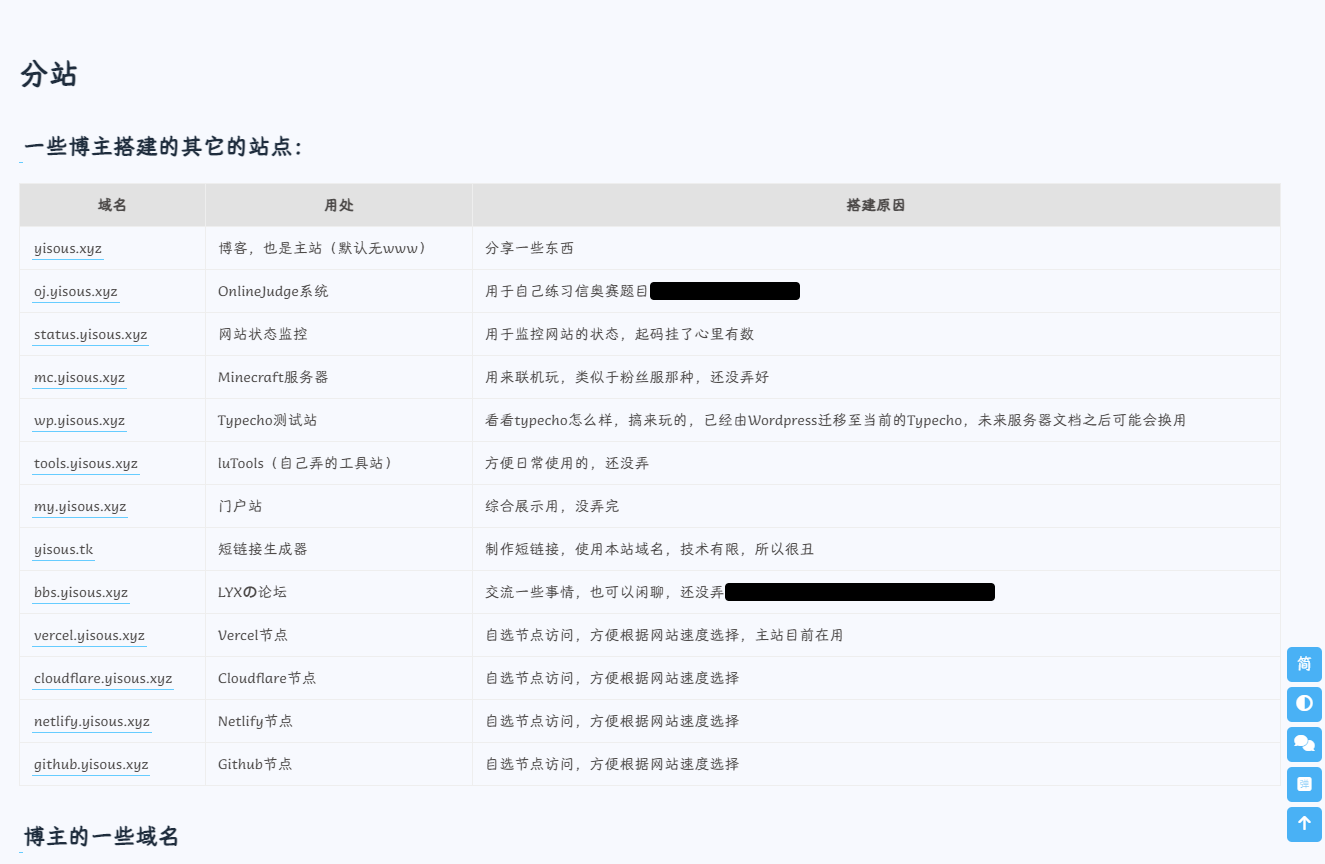 分站
一些博主搭建的其它的站点：
域名 用处 搭建原因
yisous.xyz 博客，也是主站（默认无www） 分享一些东西
oj.yisous.xyz OnlineJudge系统 用于自己练习信奥赛题目
status.yisous.xyz 网站状态监控 用于监控网站的状态，起码挂了心里有数
mc.yisous.xyz Minecraft服务器 用来联机玩，类似于粉丝服那种，还没弄好
wp.yisous.xyz Typecho测试站 看看typecho怎么样，搞来玩的，已经由Wordpress迁移至当前的Typecho，未来服务器文档之后可能会换用
tools.yisous.xyz luTools（自己弄的工具站） 方便日常使用的，还没弄
my.yisous.xyz 门户站 综合展示用，没弄完
yisous.tk 短链接生成器 制作短链接，使用本站域名，技术有限，所以很丑
bbs.yisous.xyz LYXの论坛 交流一些事情，也可以闲聊，还没弄
vercel.yisous.xyz Vercel节点 自选节点访问，方便根据网站速度选择，主站目前在用
cloudflare.yisous.xyz Cloudflare节点 自选节点访问，方便根据网站速度选择
netlify.yisous.xyz Netlify节点 自选节点访问，方便根据网站速度选择
github.yisous.xyz Github节点 自选节点访问，方便根据网站速度选择
简
博主的一些域名